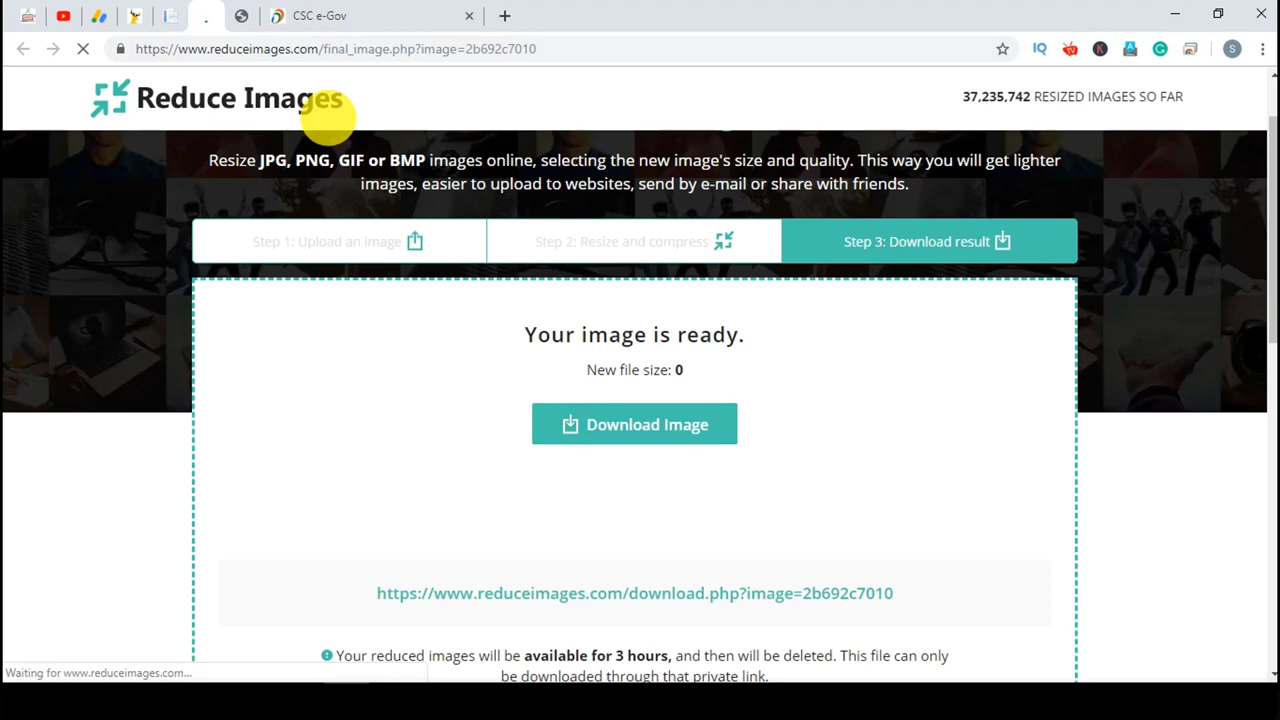 CSC e-Gov
https://www.reduceimages.com/final_image.php?image=2b692c7010
Reduce Images
37,235,742 RESIZED IMAGES SO FAR
Resize JPG, PNG, GIF or BMP images online, selecting the new image's size and quality. This way you will get lighter
images, easier to upload to websites, send by e-mail or share with friends.
Step 1: Upload an image
Step 2: Resize and compress
Step 3: Download result
Your image is ready.
New file size: 0
Download Image
https://www.reduceimages.com/download.php?image=2b692c7010
Your reduced images will be available for 3 hours, and then will be deleted. This file can only
be downloaded through that private link.
Waiting for www.reduceimages.com...